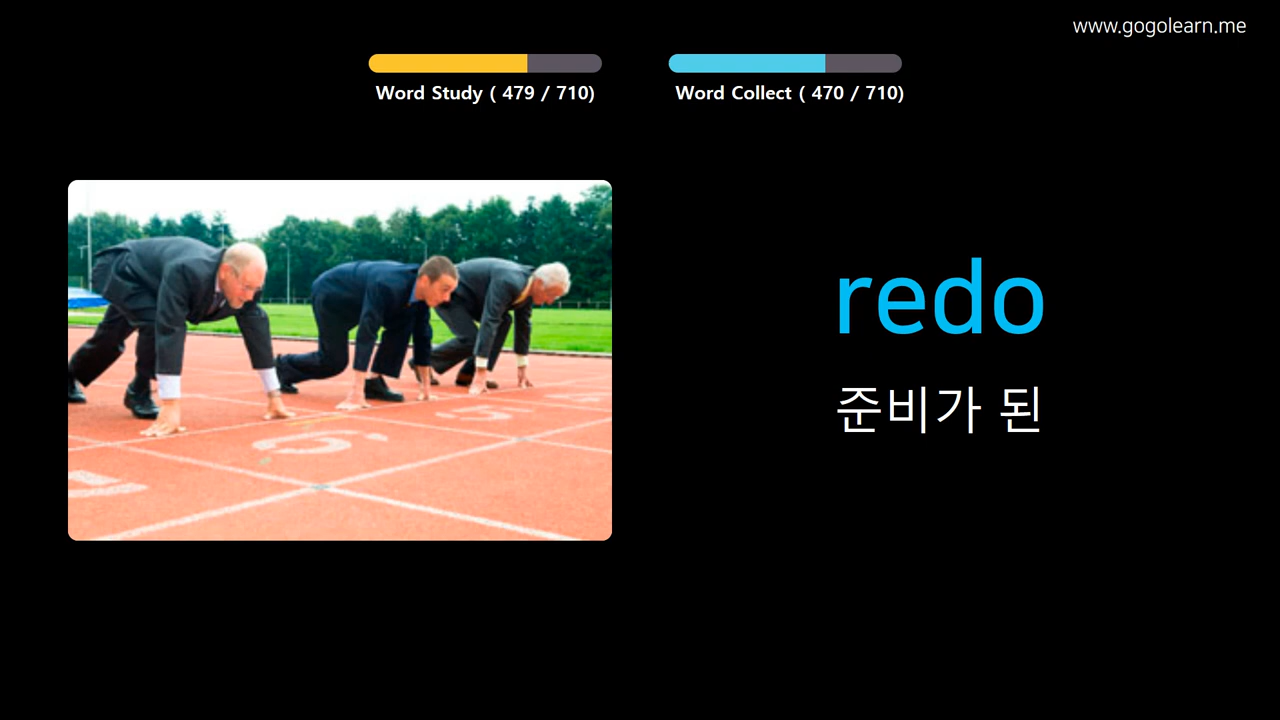 www.gogolearn.me
Word Study ( 479 / 710)
Word Collect ( 470 / 710)
redo
준비가 된